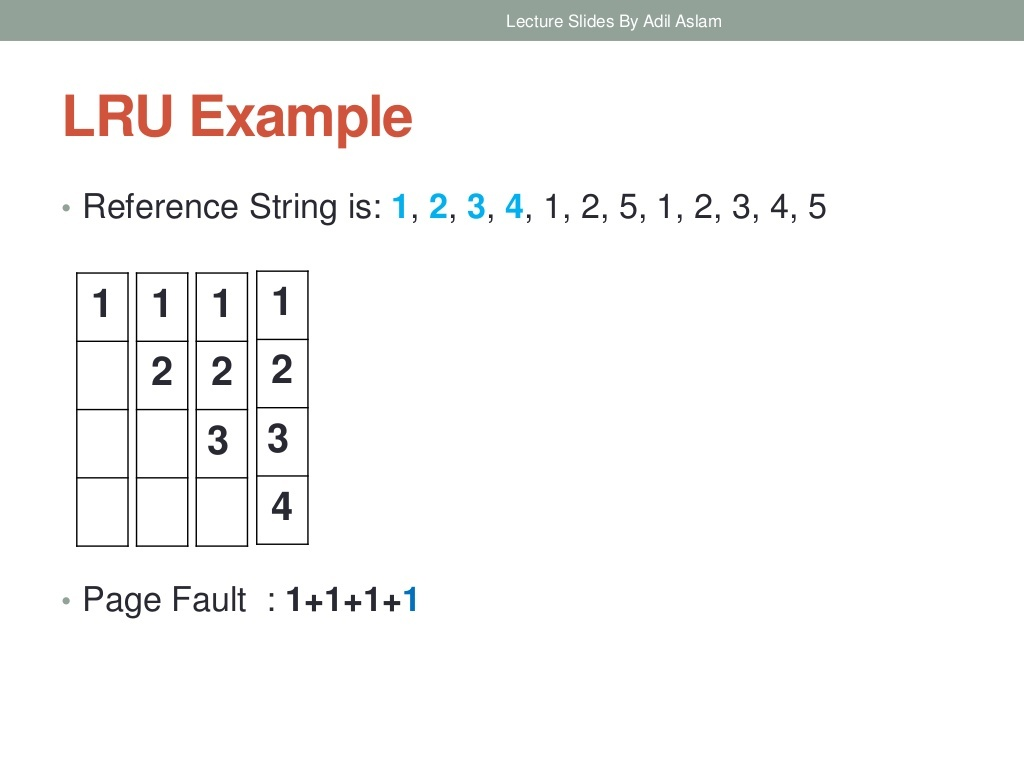 Lecture Slides By Adil Aslam
LRU Example
• Reference String is: 1, 2, 3, 4, 1, 2, 5, 1, 2, 3, 4, 5
1 1 1 1
2 2 2
3 3
4
• Page Fault : 1+1+1+1